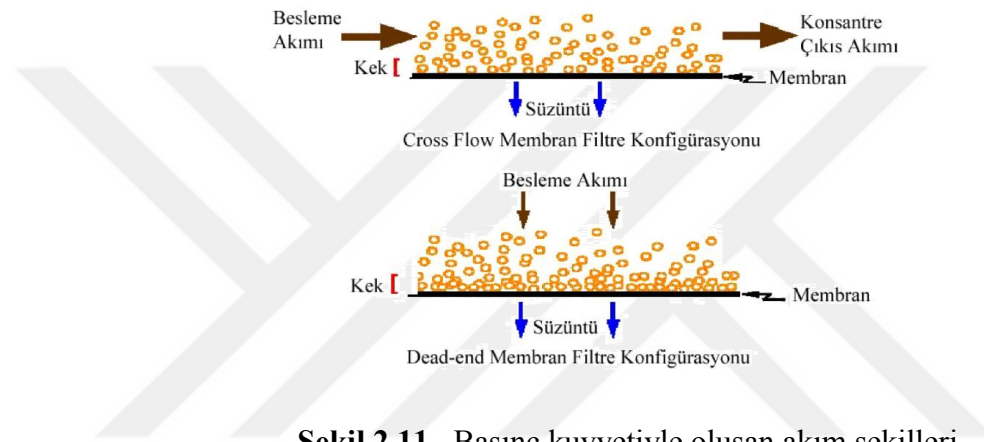 Besleme
Akımı
Konsantre
Çıkıs Akımı
Kek [
Membran
Süzüntü
Cross Flow Membran Filtre Konfigürasyonu
Besleme Akımı
Kek [
Membran
Süzüntü
Dead-end Membran Filtre Konfigürasyonu
Şekil 2.11. Basınç kuvvetiyle oluşan akım şekilleri